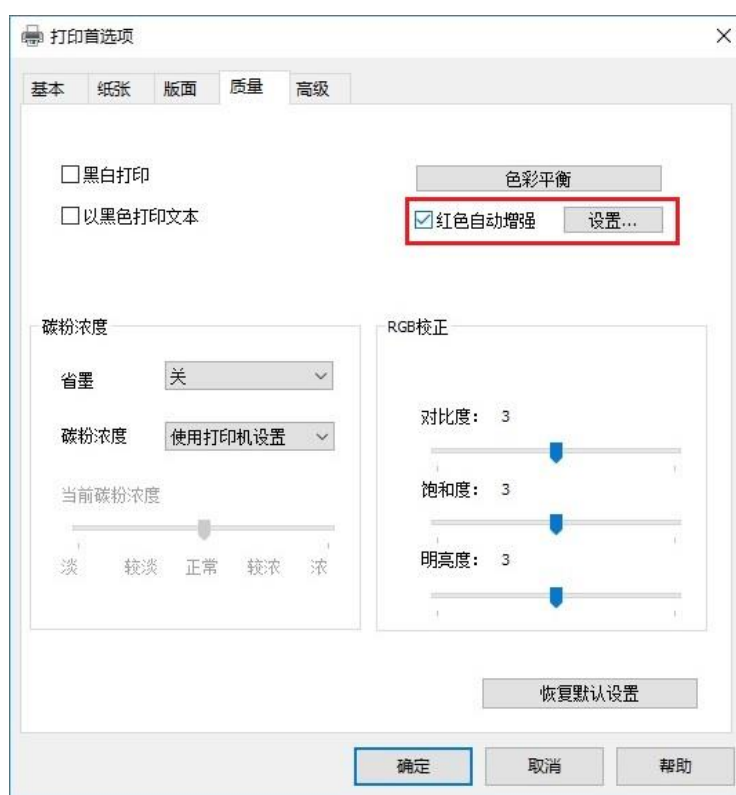 打印首选项
基本 纸张 版面 质量 高级
黑白打印 色彩平衡
以黑色打印文本 红色自动增强 设置...
碳粉浓度 RGB校正
省墨 关
对比度: 3
碳粉浓度 使用打印机设置
当前碳粉浓度 饱和度: 3
淡 较淡 正常 较浓 浓 明亮度: 3
恢复默认设置
确定 取消 帮助